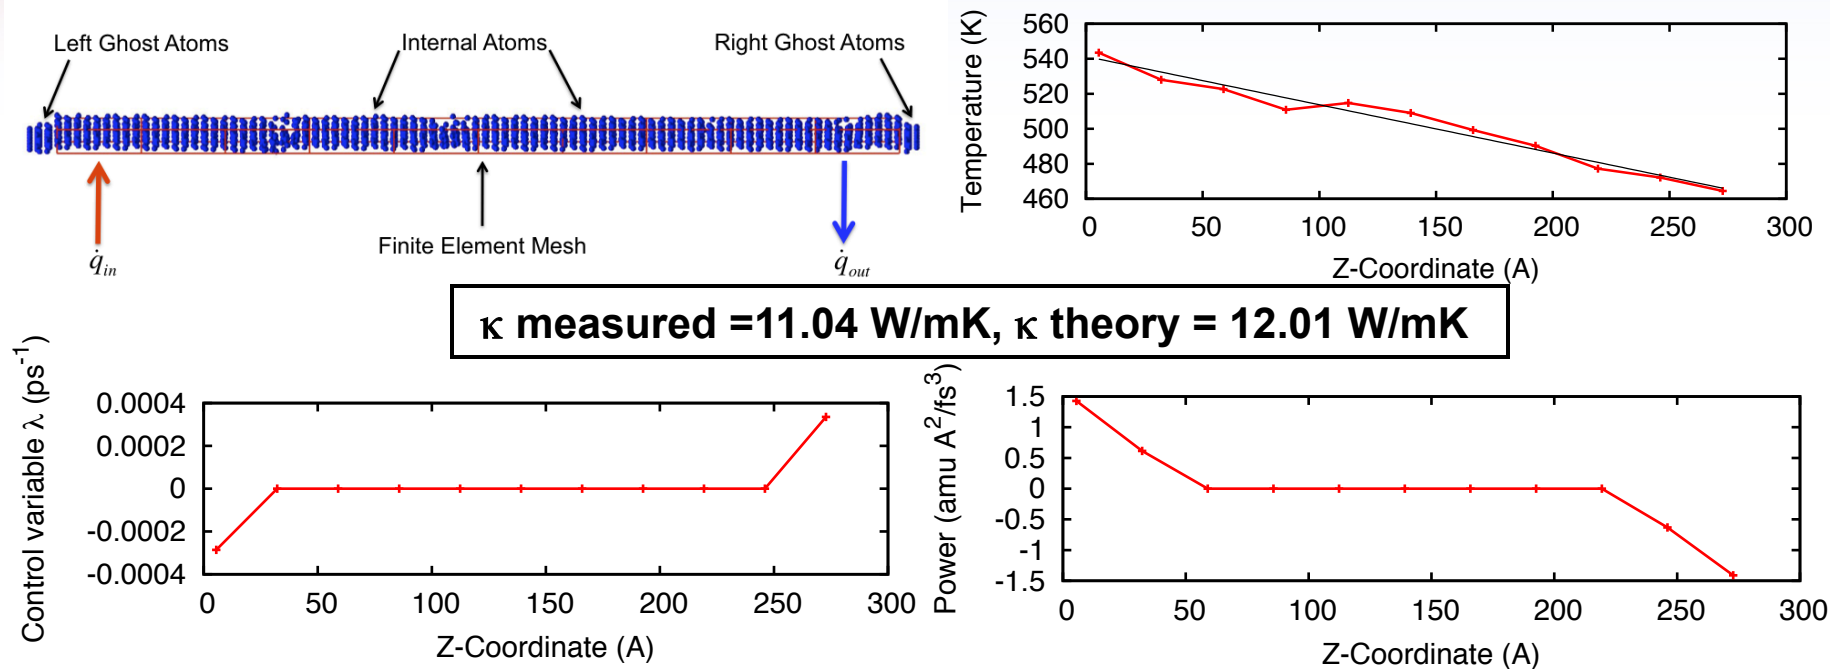 Left Ghost Atoms
Internal Atoms
Right Ghost Atoms
Finite Element Mesh
q̇in
q̇out
Temperature (K)
560
540
520
500
480
460
0 50 100 150 200 250 300
Z-Coordinate (A)
κ measured =11.04 W/mK, κ theory = 12.01 W/mK
Control variable λ (ps⁻¹)
0.0004
0.0002
0
-0.0002
-0.0004
0 50 100 150 200 250 300
Z-Coordinate (A)
Power (amu A²/fs³)
1.5
1
0.5
0
-0.5
-1
-1.5
0 50 100 150 200 250 300
Z-Coordinate (A)